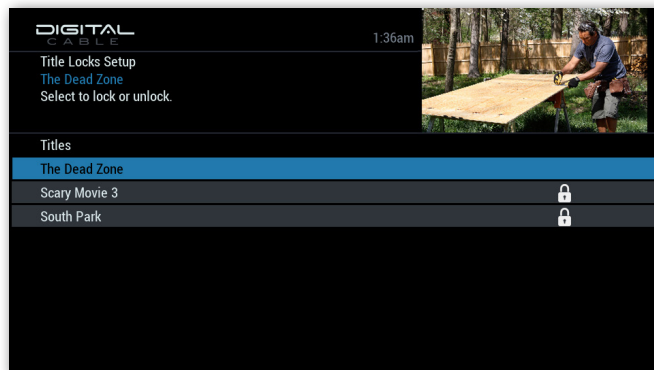 DIGITAL
CABLE
1:36am
Title Locks Setup
The Dead Zone
Select to lock or unlock.
Titles
The Dead Zone
Scary Movie 3
South Park